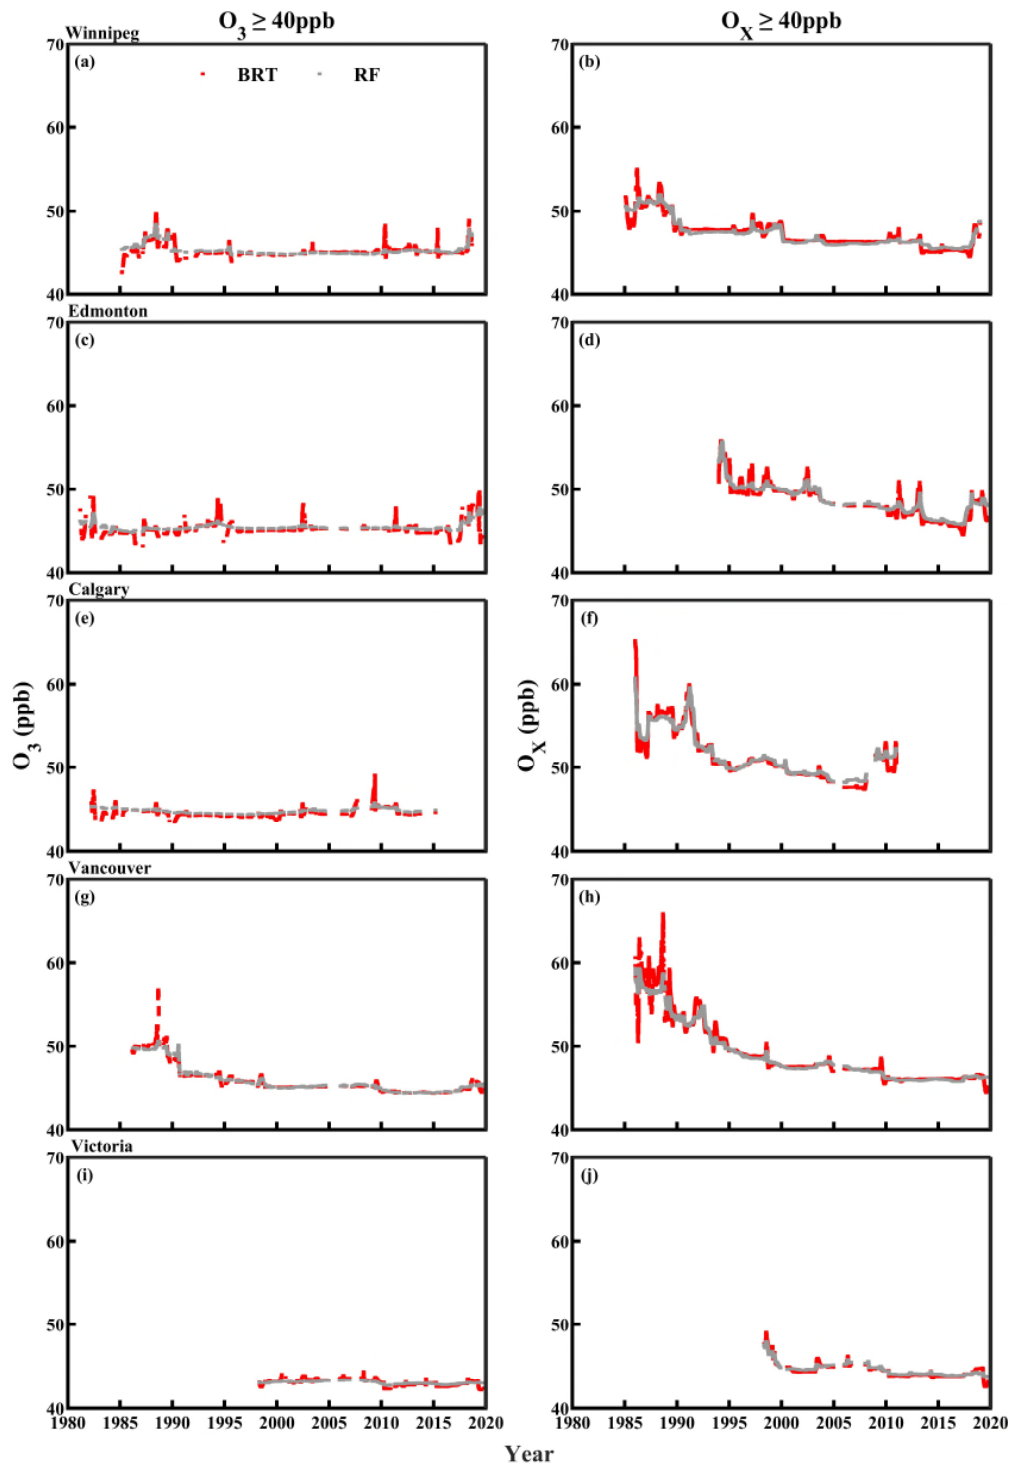 O3 ≥ 40ppb
OX ≥ 40ppb
Winnipeg
70
(a)
BRT
RF
60
50
40
70
(b)
60
50
40
Edmonton
70
(c)
60
50
40
70
(d)
60
50
40
Calgary
70
(e)
60
50
40
O3 (ppb)
70
(f)
60
50
40
OX (ppb)
Vancouver
70
(g)
60
50
40
70
(h)
60
50
40
Victoria
70
(i)
60
50
40
1980 1985 1990 1995 2000 2005 2010 2015 2020
70
(j)
60
50
40
1980 1985 1990 1995 2000 2005 2010 2015 2020
Year